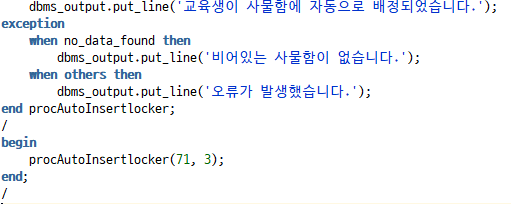 dbms_output.put_line('교육생이 사물함에 자동으로 배정되었습니다.');
exception
when no_data_found then
dbms_output.put_line('비어있는 사물함이 없습니다.');
when others then
dbms_output.put_line('오류가 발생했습니다.');
end procAutoInsertlocker;
/
begin
procAutoInsertlocker(71, 3);
end;
/